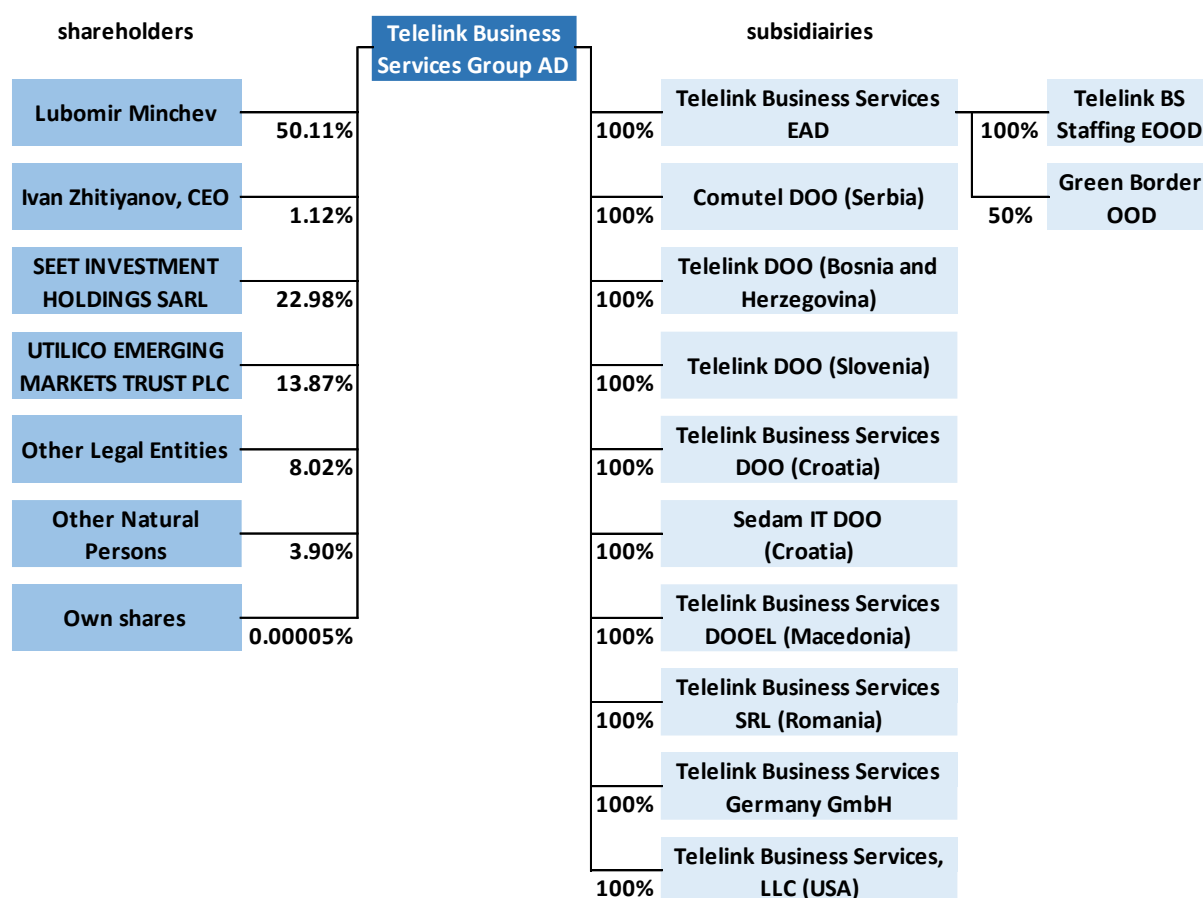 shareholders
Telelink Business
Services Group AD
subsidiairies
Lubomir Minchev
50.11%
Ivan Zhitiyanov, CEO
1.12%
SEET INVESTMENT
HOLDINGS SARL
22.98%
UTILICO EMERGING
MARKETS TRUST PLC
13.87%
Other Legal Entities
8.02%
Other Natural
Persons
3.90%
Own shares
0.00005%
100%
Telelink Business Services
EAD
100%
Telelink BS
Staffing EOOD
50%
Green Border
OOD
100%
Comutel DOO (Serbia)
100%
Telelink DOO (Bosnia and
Herzegovina)
100%
Telelink DOO (Slovenia)
100%
Telelink Business Services
DOO (Croatia)
100%
Sedam IT DOO
(Croatia)
100%
Telelink Business Services
DOOEL (Macedonia)
100%
Telelink Business Services
SRL (Romania)
100%
Telelink Business Services
Germany GmbH
100%
Telelink Business Services,
LLC (USA)